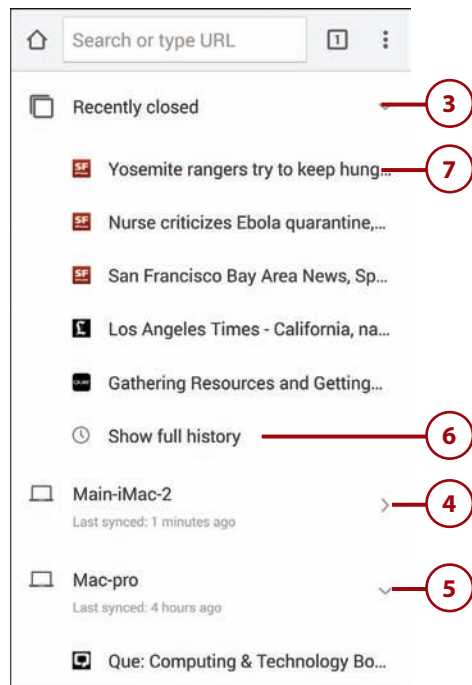 Search or type URL
1
Recently closed
3
SF Yosemite rangers try to keep hung...
7
SF Nurse criticizes Ebola quarantine,...
SF San Francisco Bay Area News, Sp...
Los Angeles Times - California, na...
QUE Gathering Resources and Getting...
Show full history
6
Main-iMac-2
4
Last synced: 1 minutes ago
Mac-pro
5
Last synced: 4 hours ago
Que: Computing & Technology Bo...